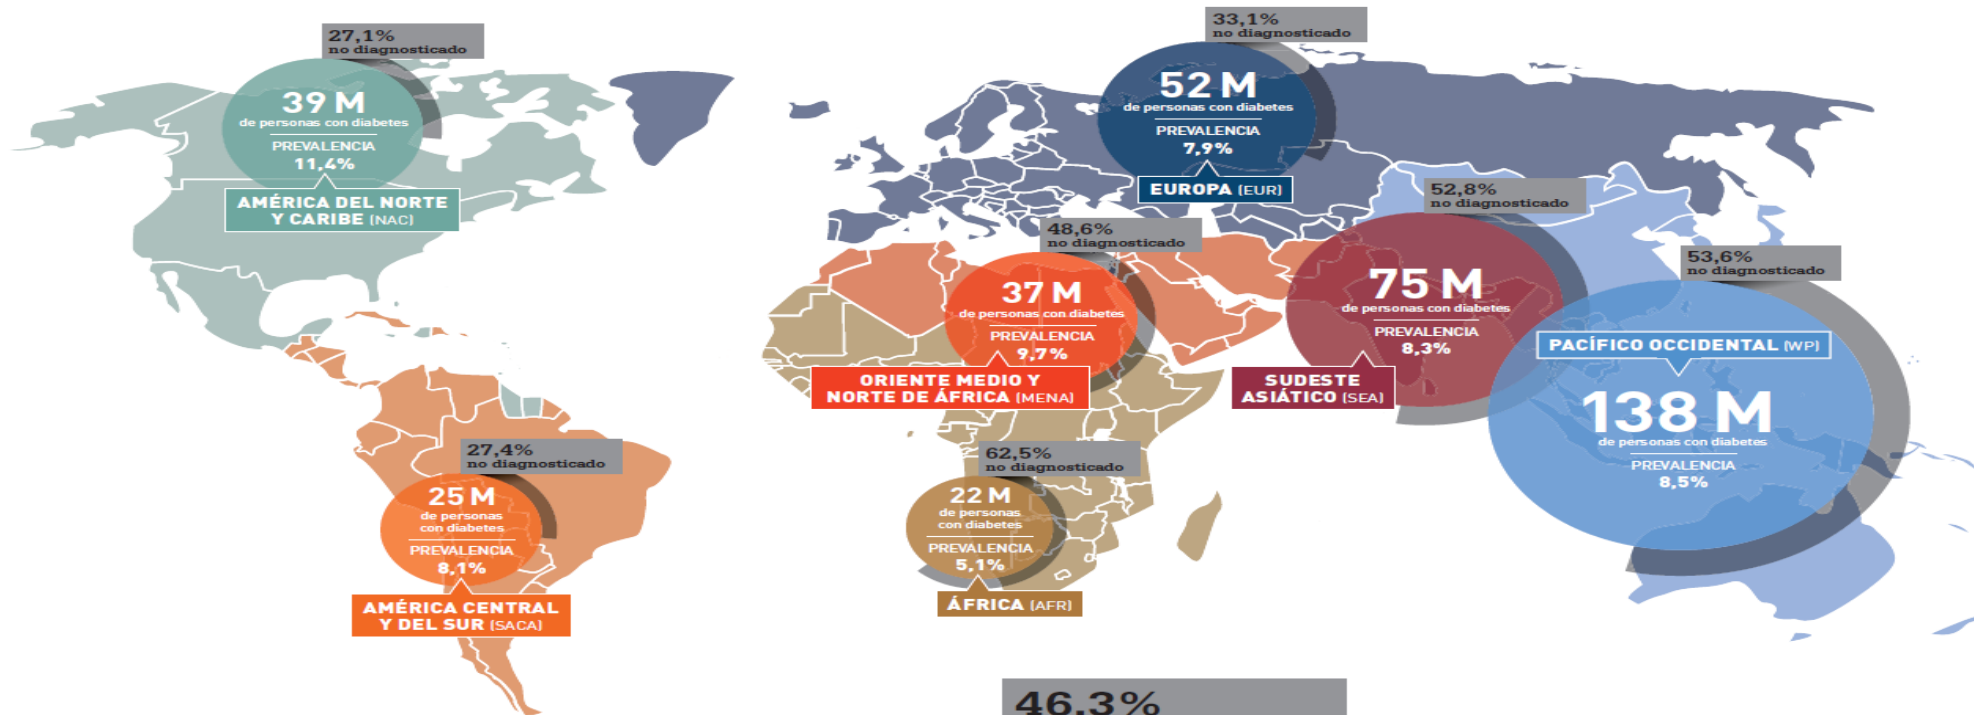 27,1%
no diagnosticado
39 M
de personas con diabetes
PREVALENCIA
11,4%
AMÉRICA DEL NORTE
Y CARIBE (NAC)
33,1%
no diagnosticado
52 M
de personas con diabetes
PREVALENCIA
7,9%
EUROPA (EUR)
52,8%
no diagnosticado
75 M
de personas con diabetes
PREVALENCIA
8,3%
SUDESTE
ASIÁTICO (SEA)
48,6%
no diagnosticado
37 M
de personas con diabetes
PREVALENCIA
9,7%
ORIENTE MEDIO Y
NORTE DE ÁFRICA (MENA)
53,6%
no diagnosticado
PACÍFICO OCCIDENTAL (WP)
138 M
de personas con diabetes
PREVALENCIA
8,5%
27,4%
no diagnosticado
25 M
de personas
con diabetes
PREVALENCIA
8,1%
AMÉRICA CENTRAL
Y DEL SUR (SACA)
62,5%
no diagnosticado
22 M
de personas
con diabetes
PREVALENCIA
5,1%
ÁFRICA (AFR)
46,3%